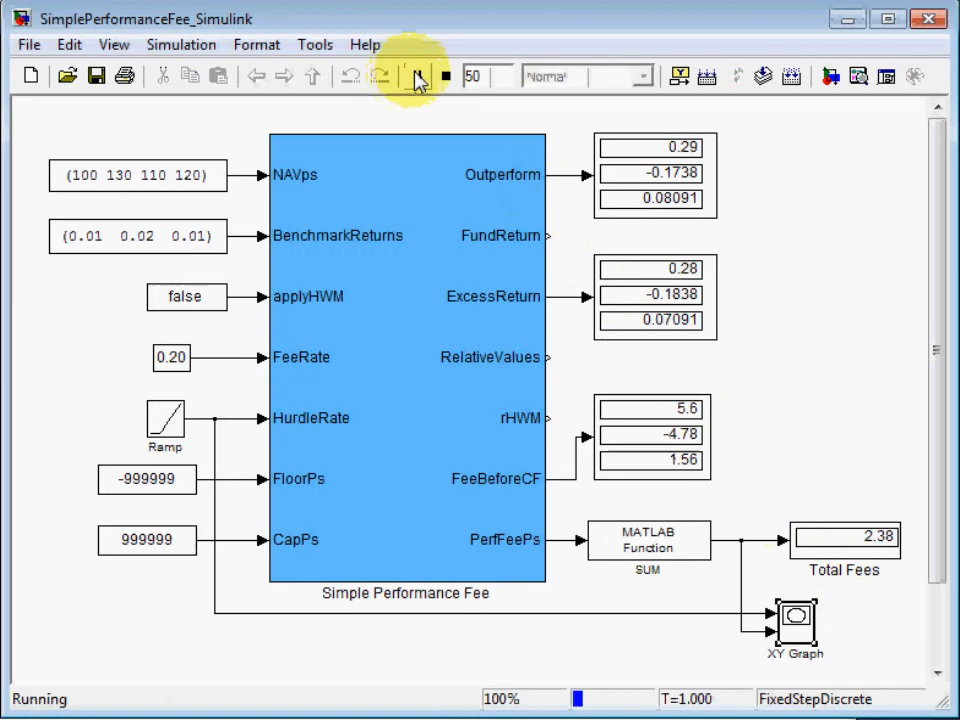 SimplePerformanceFee_Simulink
File Edit View Simulation Format Tools Help
50 Normal
(100 130 110 120) NAVps Outperform 0.29
-0.1738
0.08091
(0.01 0.02 0.01) BenchmarkReturns FundReturn
false applyHWM ExcessReturn 0.28
-0.1838
0.07091
0.20 FeeRate RelativeValues
HurdleRate rHWM 5.6
-4.78
1.56
Ramp
-999999 FloorPs FeeBeforeCF
999999 CapPs PerfFeePs MATLAB
Function 2.38
SUM Total Fees
Simple Performance Fee
XY Graph
Running 100% T=1.000 FixedStepDiscrete